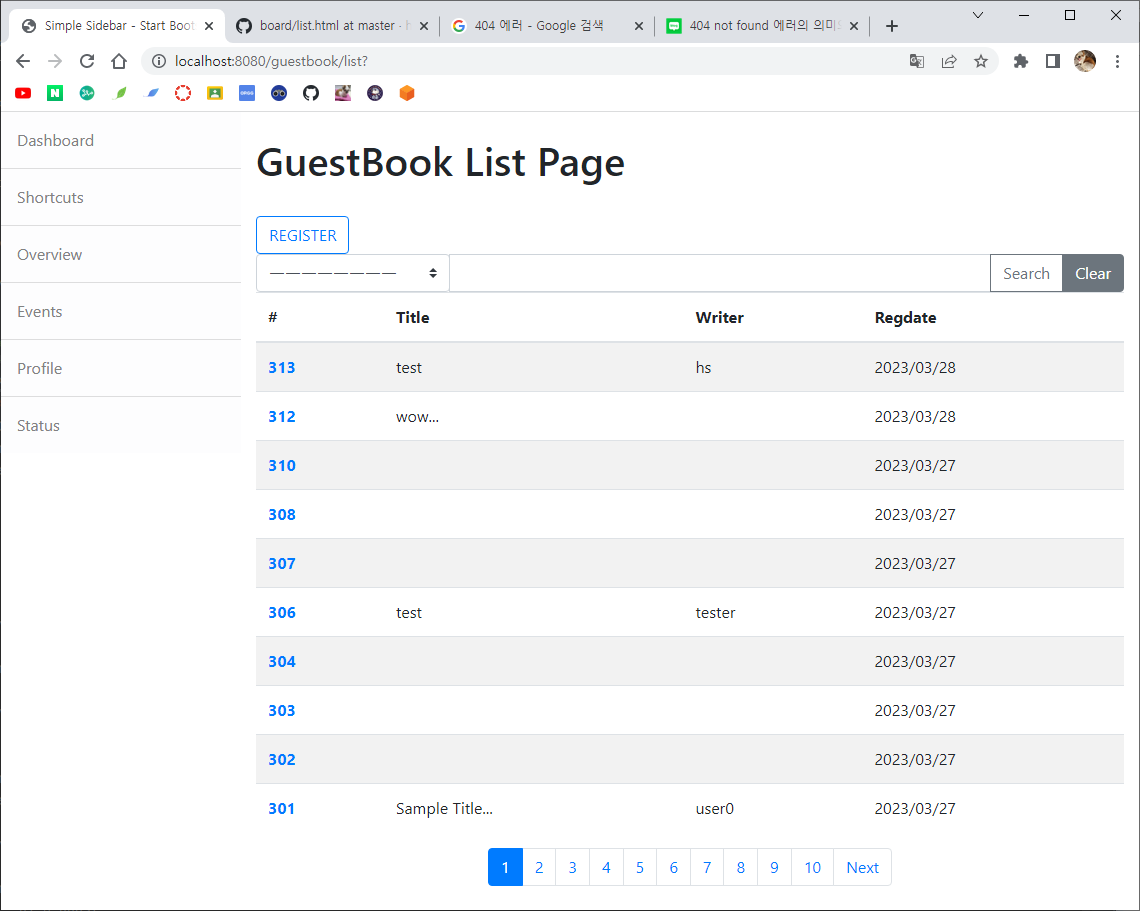 Simple Sidebar - Start Boot
board/list.html at master · h
404 에러 - Google 검색
404 not found 에러의 의미
localhost:8080/guestbook/list?
Dashboard
Shortcuts
Overview
Events
Profile
Status
GuestBook List Page
REGISTER
———————— Search Clear
# Title Writer Regdate
313 test hs 2023/03/28
312 wow... 2023/03/28
310 2023/03/27
308 2023/03/27
307 2023/03/27
306 test tester 2023/03/27
304 2023/03/27
303 2023/03/27
302 2023/03/27
301 Sample Title... user0 2023/03/27
1 2 3 4 5 6 7 8 9 10 Next